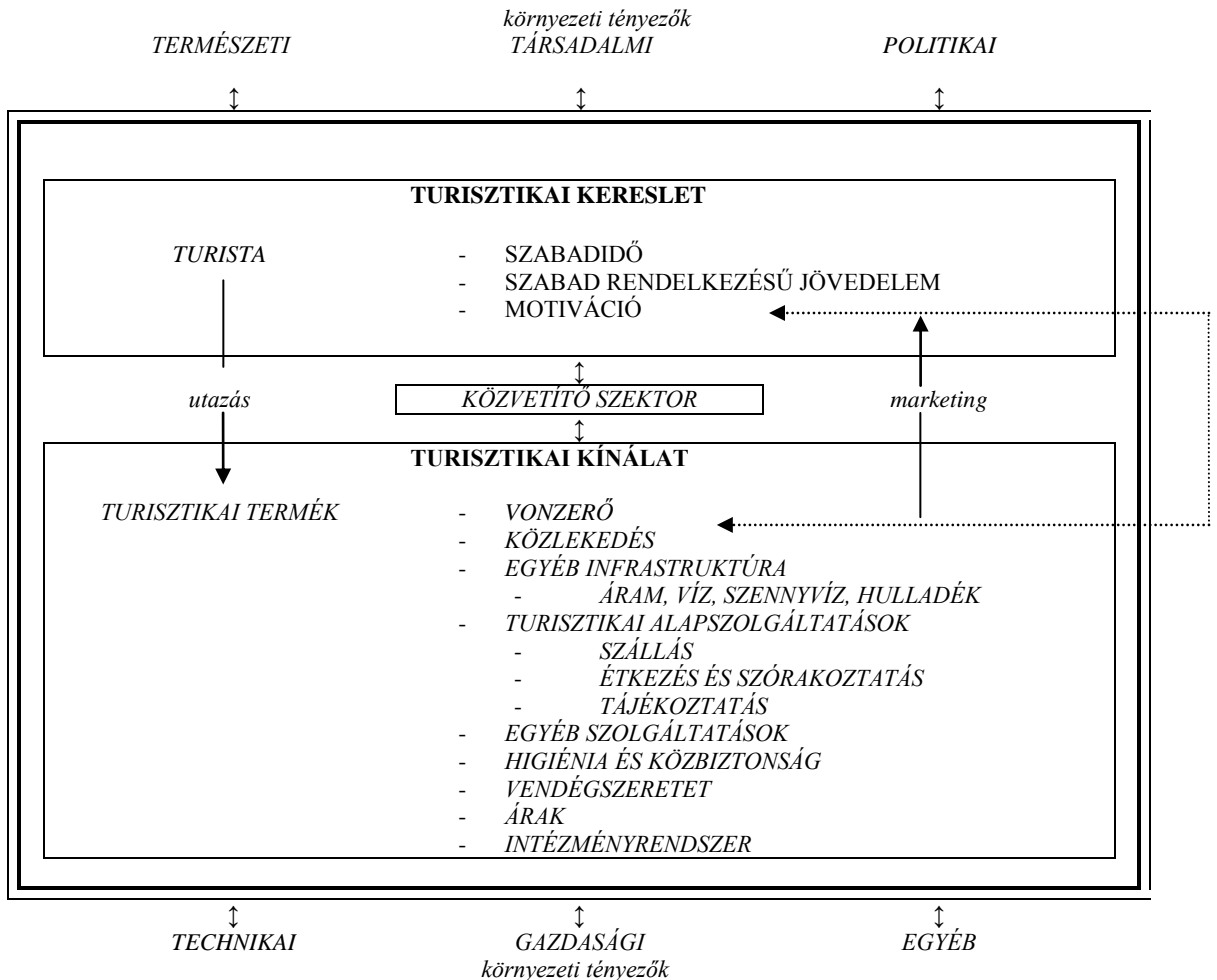 környezeti tényezők
TERMÉSZETI TÁRSADALMI POLITIKAI
↕ ↕ ↕
TURISZTIKAI KERESLET
TURISTA - SZABADIDŐ
- SZABAD RENDELKEZÉSŰ JÖVEDELEM
- MOTIVÁCIÓ
↕
utazás KÖZVETÍTŐ SZEKTOR marketing
↕
TURISZTIKAI KÍNÁLAT
TURISZTIKAI TERMÉK - VONZERŐ
- KÖZLEKEDÉS
- EGYÉB INFRASTRUKTÚRA
- ÁRAM, VÍZ, SZENNYVÍZ, HULLADÉK
- TURISZTIKAI ALAPSZOLGÁLTATÁSOK
- SZÁLLÁS
- ÉTKEZÉS ÉS SZÓRAKOZTATÁS
- TÁJÉKOZTATÁS
- EGYÉB SZOLGÁLTATÁSOK
- HIGIÉNIA ÉS KÖZBIZTONSÁG
- VENDÉGSZERETET
- ÁRAK
- INTÉZMÉNYRENDSZER
↕ ↕ ↕
TECHNIKAI GAZDASÁGI EGYÉB
környezeti tényezők